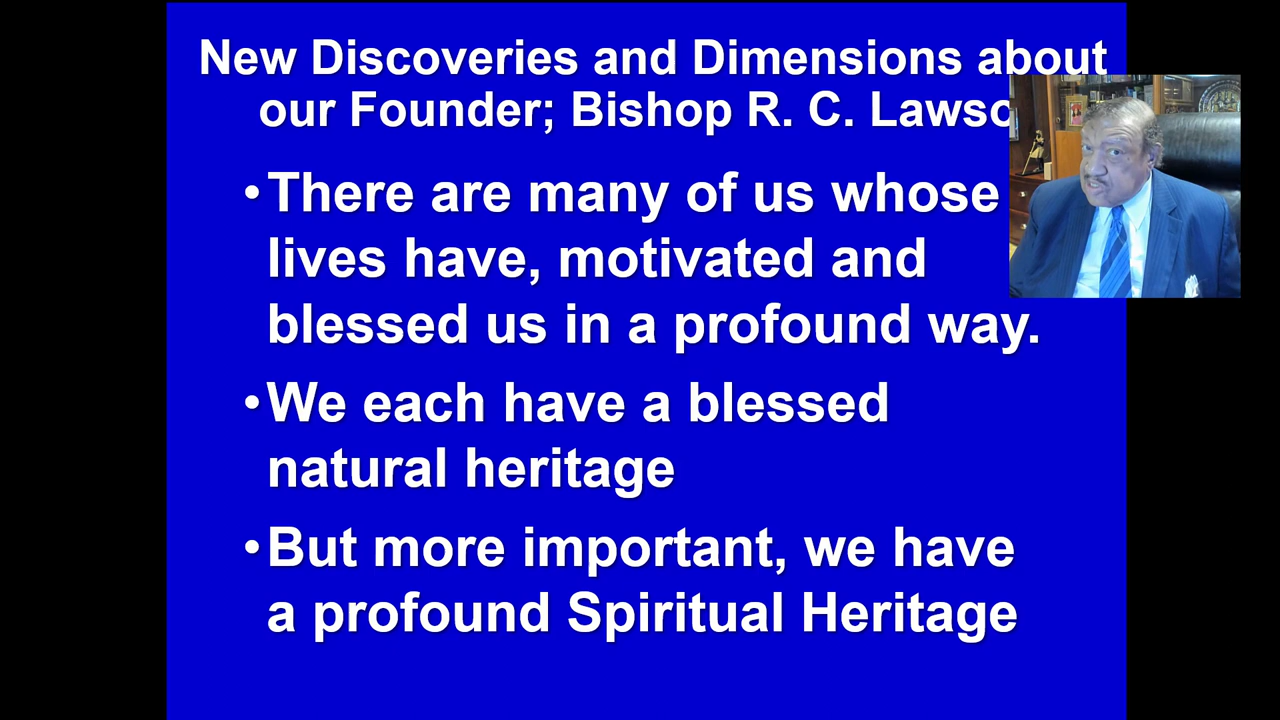 New Discoveries and Dimensions about
our Founder; Bishop R. C. Lawso
•There are many of us whose
lives have, motivated and
blessed us in a profound way.
•We each have a blessed
natural heritage
•But more important, we have
a profound Spiritual Heritage